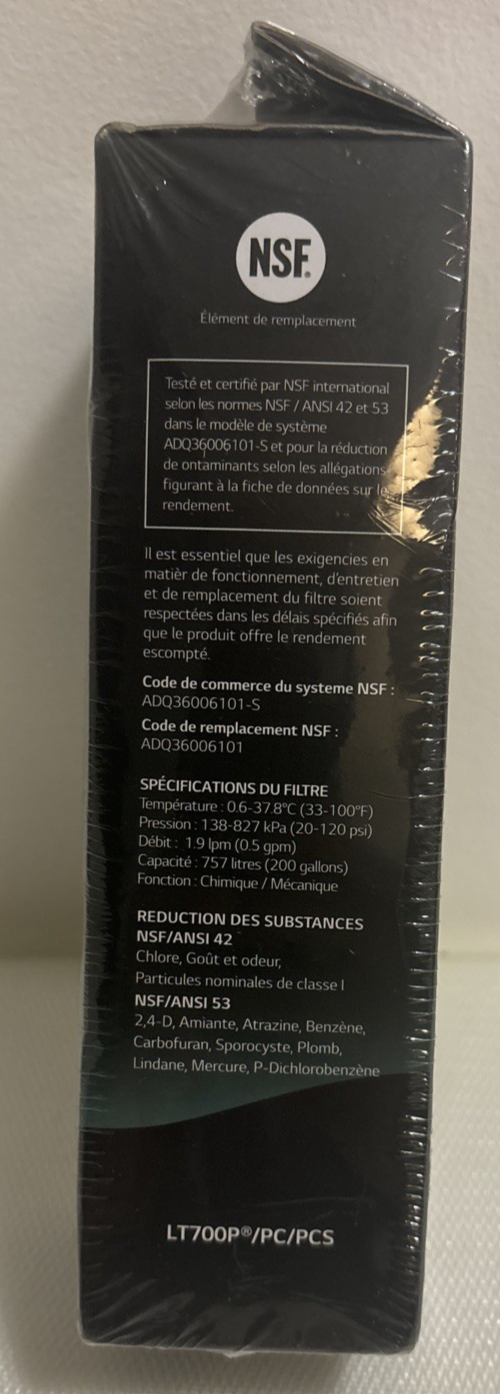 NSF®
Élément de remplacement
Testé et certifié par NSF international
selon les normes NSF / ANSI 42 et 53
dans le modèle de système
ADQ36006101-S et pour la réduction
de ontaminants selon les allégations
figurant à la fiche de données sur le
rendement.
Il est essentiel que les exigencies en
matièr de fonctionnement, d'entretien
et de remplacement du filtre soient
respectées dans les délais spécifiés afin
que le produit offre le rendement
escompté.
Code de commerce du systeme NSF :
ADQ36006101-S
Code de remplacement NSF :
ADQ36006101
SPÉCIFICATIONS DU FILTRE
Température : 0.6-37.8°C (33-100°F)
Pression : 138-827 kPa (20-120 psi)
Débit : 1.9 lpm (0.5 gpm)
Capacité : 757 litres (200 gallons)
Fonction : Chimique / Mécanique
REDUCTION DES SUBSTANCES
NSF/ANSI 42
Chlore, Goût et odeur,
Particules nominales de classe I
NSF/ANSI 53
2,4-D, Amiante, Atrazine, Benzène,
Carbofuran, Sporocyste, Plomb,
Lindane, Mercure, P-Dichlorobenzène
LT700P®/PC/PCS